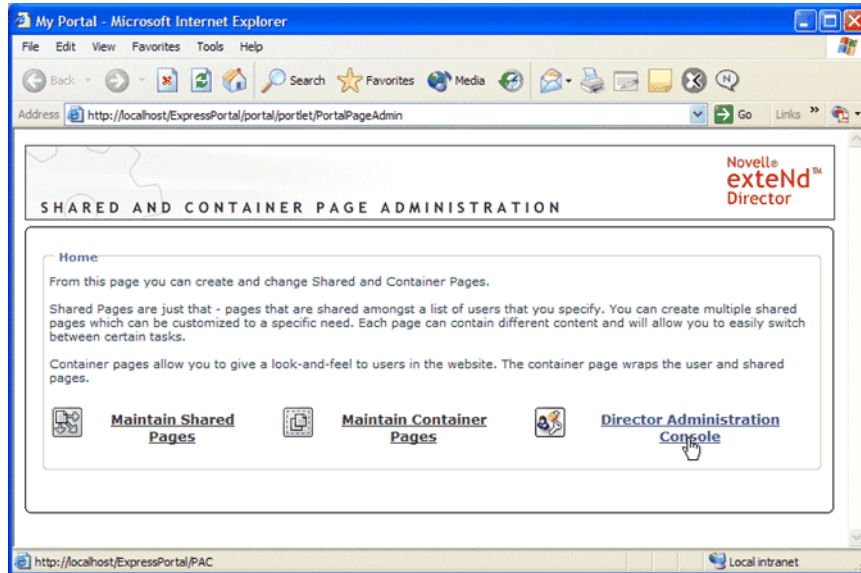 My Portal - Microsoft Internet Explorer
File Edit View Favorites Tools Help
Back Search Favorites Media
Address http://localhost/ExpressPortal/portal/portlet/PortalPageAdmin Go Links »
Novell®
exteNd™
Director
SHARED AND CONTAINER PAGE ADMINISTRATION
Home
From this page you can create and change Shared and Container Pages.
Shared Pages are just that - pages that are shared amongst a list of users that you specify. You can create multiple shared
pages which can be customized to a specific need. Each page can contain different content and will allow you to easily switch
between certain tasks.
Container pages allow you to give a look-and-feel to users in the website. The container page wraps the user and shared
pages.
Maintain Shared
Pages
Maintain Container
Pages
Director Administration
Console
http://localhost/ExpressPortal/PAC Local intranet